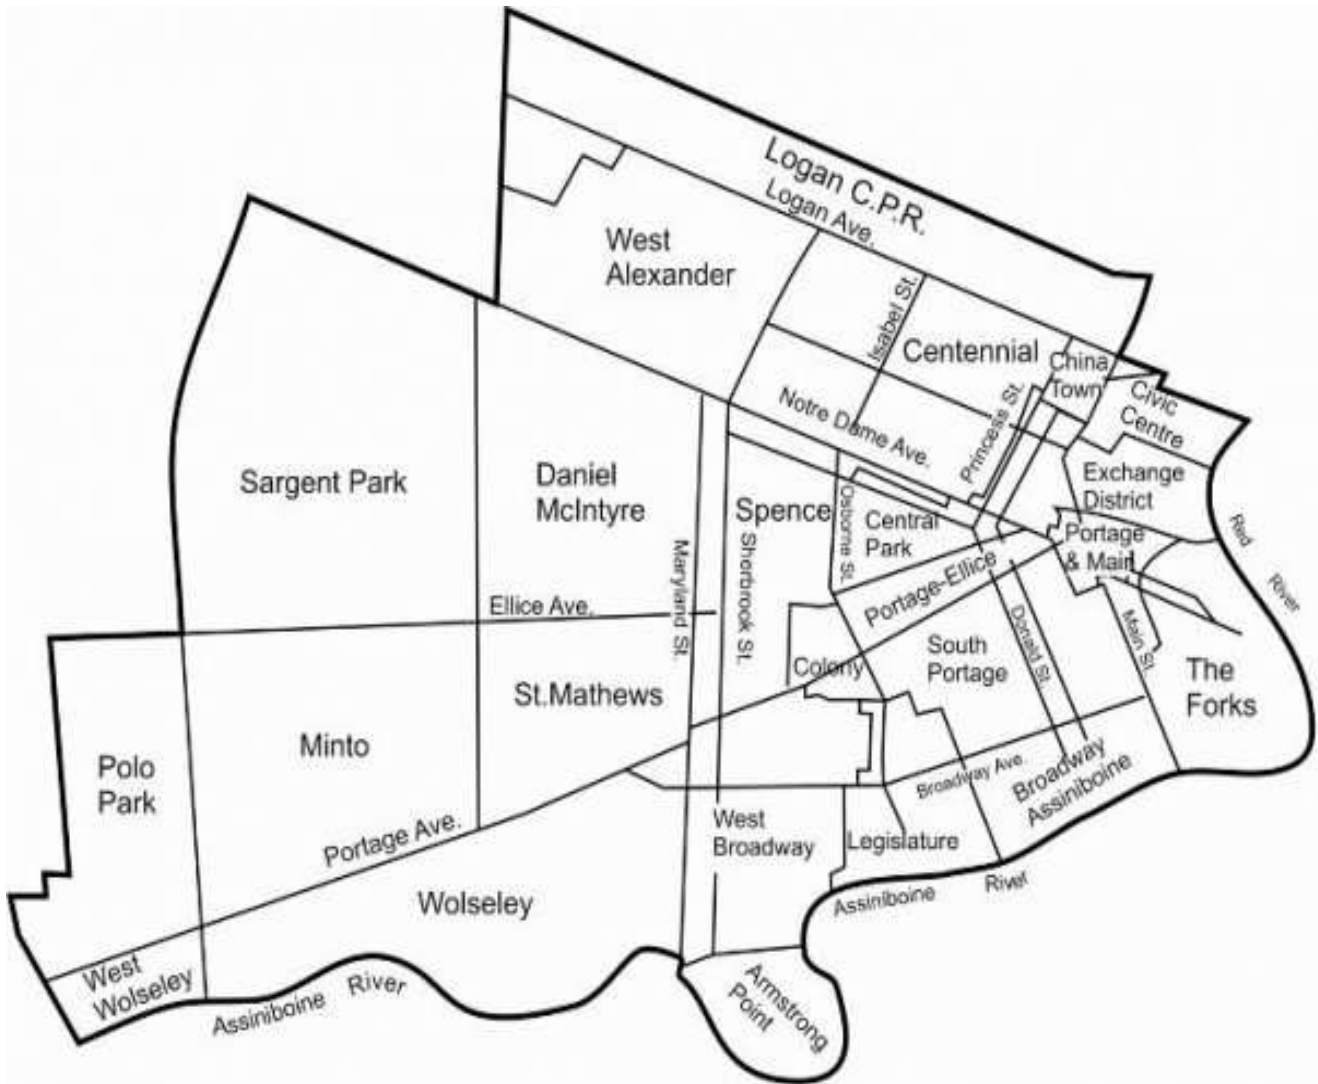 Logan C.P.R.
Logan Ave.
West
Alexander
Isabel St.
Centennial
China
Town
Civic
Centre
Princess St.
Notre Dame Ave.
Sargent Park
Daniel
McIntyre
Spence
Osborne St.
Central
Park
Exchange
District
Portage
& Main
Red
River
Maryland St.
Shorbrook St.
Portage-Ellice
Ellice Ave.
Donald St.
Main St.
South
Portage
Colony
The
Forks
St.Mathews
Minto
Polo
Park
Broadway Ave.
Broadway
Assiniboine
Portage Ave.
West
Broadway
Legislature
Wolseley
Assiniboine
River
West
Wolseley
Assiniboine
River
Armstrong
Point